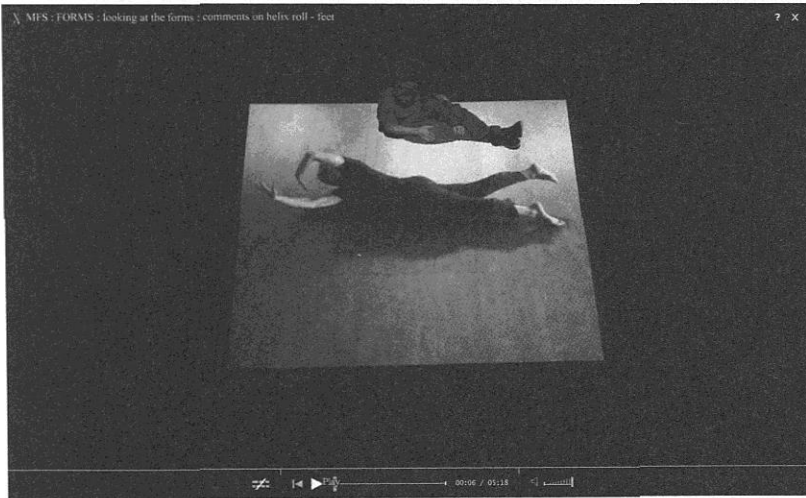 MFS : FORMS : looking at the forms : comments on helix roll - feet
? X
Play
00:06 / 05:18